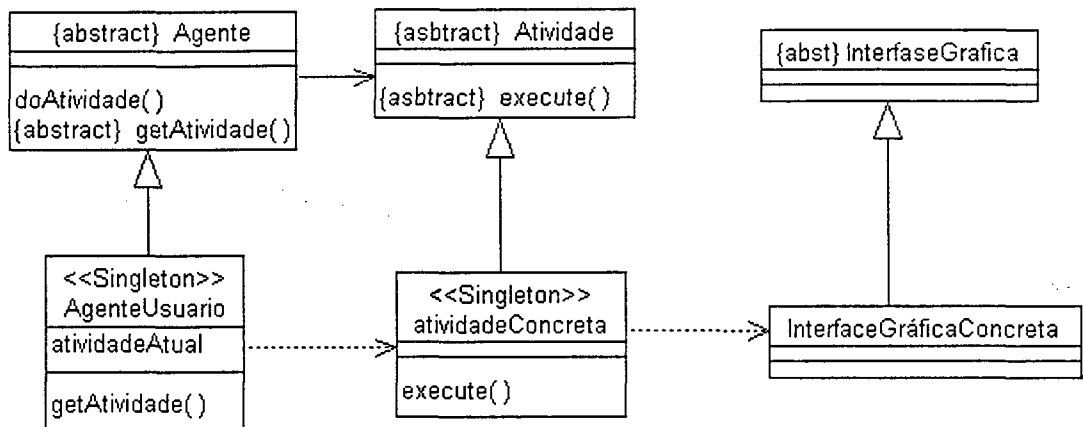 {abstract} Agente
doAtividade()
{abstract} getAtividade()
{asbtract} Atividade
{asbtract} execute()
{abst} InterfaseGrafica
<<Singleton>>
AgenteUsuario
atividadeAtual
getAtividade()
<<Singleton>>
atividadeConcreta
execute()
InterfaceGráficaConcreta